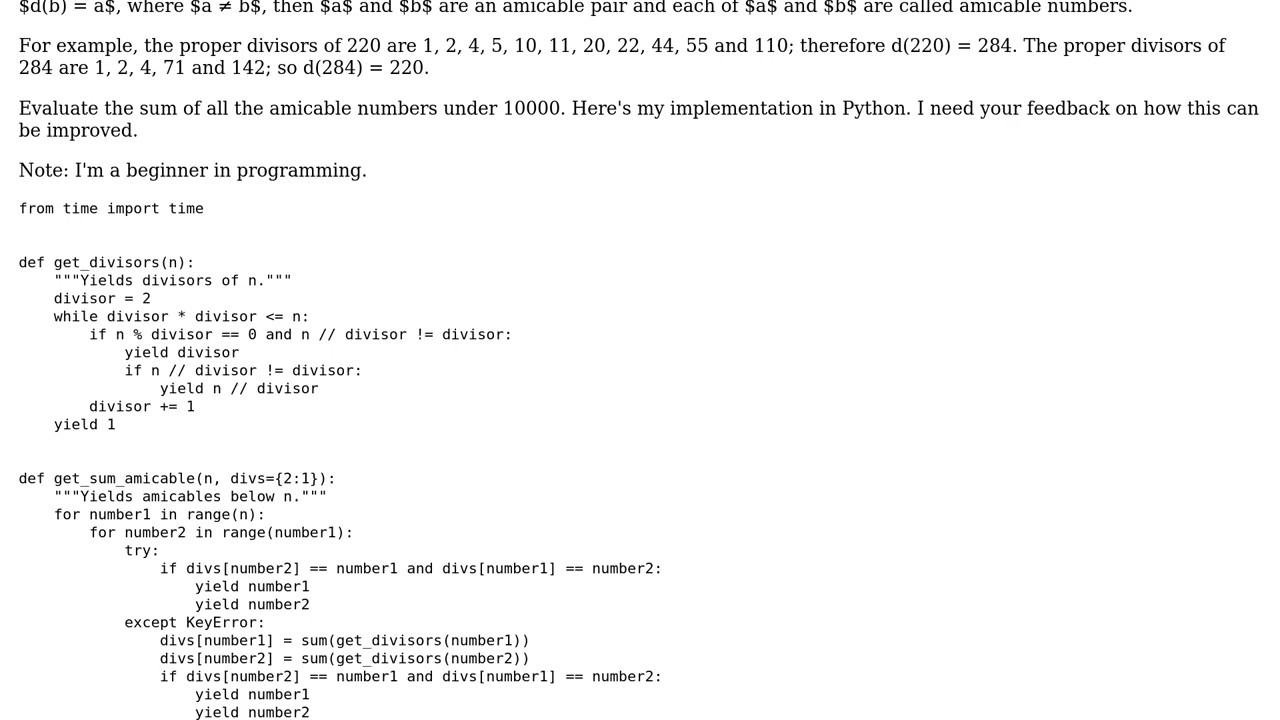 $d(b) = a$, where $a ≠ b$, then $a$ and $b$ are an amicable pair and each of $a$ and $b$ are called amicable numbers.
For example, the proper divisors of 220 are 1, 2, 4, 5, 10, 11, 20, 22, 44, 55 and 110; therefore d(220) = 284. The proper divisors of
284 are 1, 2, 4, 71 and 142; so d(284) = 220.
Evaluate the sum of all the amicable numbers under 10000. Here's my implementation in Python. I need your feedback on how this can
be improved.
Note: I'm a beginner in programming.
from time import time
def get_divisors(n):
    """Yields divisors of n."""
    divisor = 2
    while divisor * divisor <= n:
        if n % divisor == 0 and n // divisor != divisor:
            yield divisor
            if n // divisor != divisor:
                yield n // divisor
        divisor += 1
    yield 1
def get_sum_amicable(n, divs={2:1}):
    """Yields amicables below n."""
    for number1 in range(n):
        for number2 in range(number1):
            try:
                if divs[number2] == number1 and divs[number1] == number2:
                    yield number1
                    yield number2
            except KeyError:
                divs[number1] = sum(get_divisors(number1))
                divs[number2] = sum(get_divisors(number2))
                if divs[number2] == number1 and divs[number1] == number2:
                    yield number1
                    yield number2